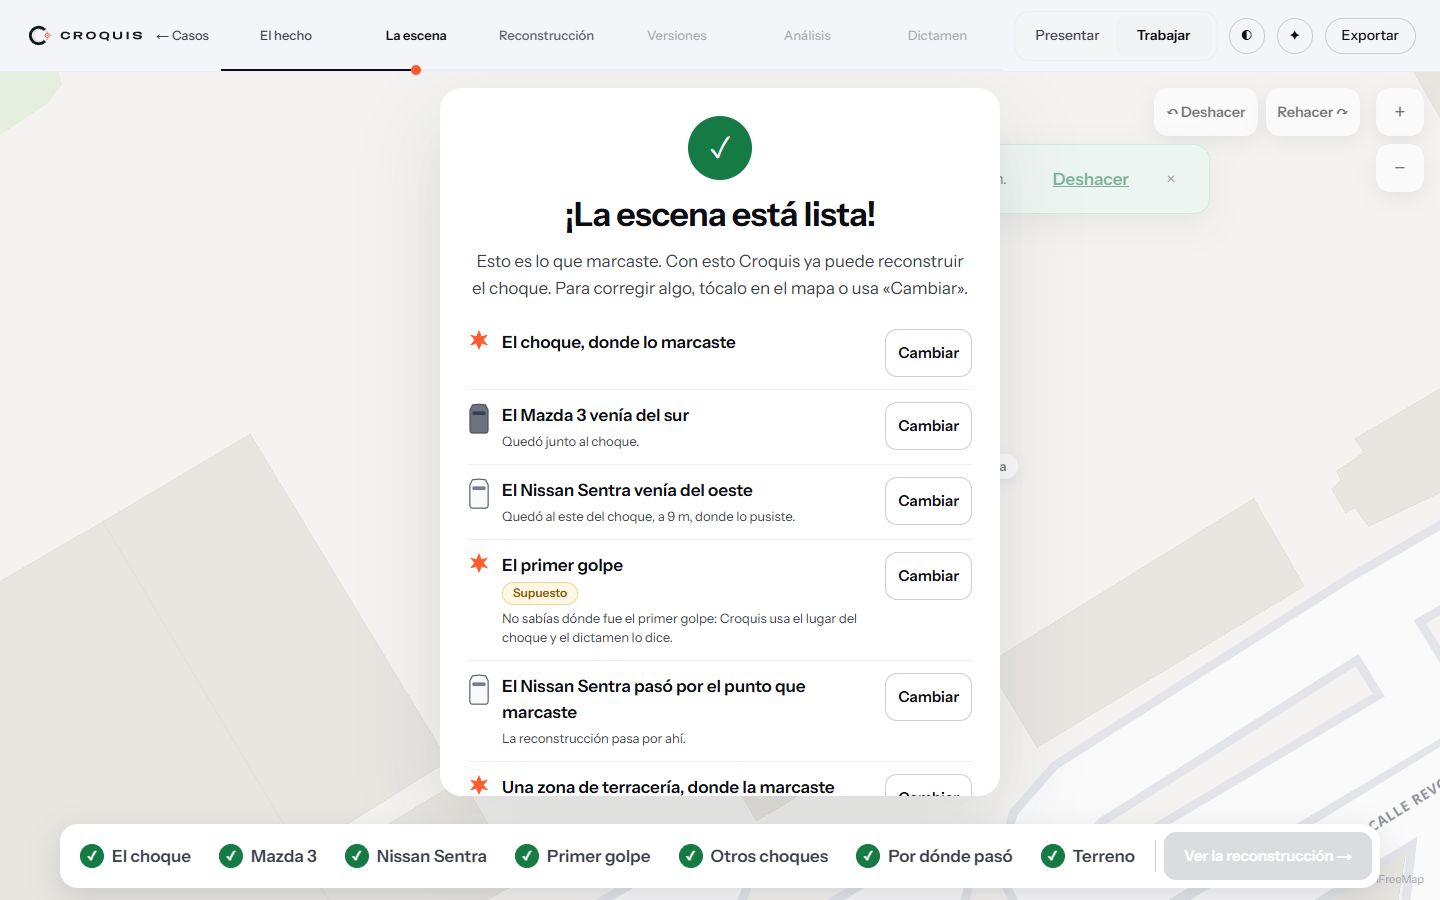 CROQUIS
← Casos
El hecho
La escena
Reconstrucción
Versiones
Análisis
Dictamen
Presentar
Trabajar
Exportar
Deshacer
Rehacer
+
n.
Deshacer
×
−
¡La escena está lista!
Esto es lo que marcaste. Con esto Croquis ya puede reconstruir
el choque. Para corregir algo, tócalo en el mapa o usa «Cambiar».
El choque, donde lo marcaste
Cambiar
El Mazda 3 venía del sur
Quedó junto al choque.
Cambiar
El Nissan Sentra venía del oeste
Quedó al este del choque, a 9 m, donde lo pusiste.
Cambiar
a
El primer golpe
Supuesto
No sabías dónde fue el primer golpe: Croquis usa el lugar del
choque y el dictamen lo dice.
Cambiar
El Nissan Sentra pasó por el punto que
marcaste
La reconstrucción pasa por ahí.
Cambiar
Una zona de terracería, donde la marcaste
Cambiar
CALLE REVO
El choque
Mazda 3
Nissan Sentra
Primer golpe
Otros choques
Por dónde pasó
Terreno
Ver la reconstrucción →
FreeMap